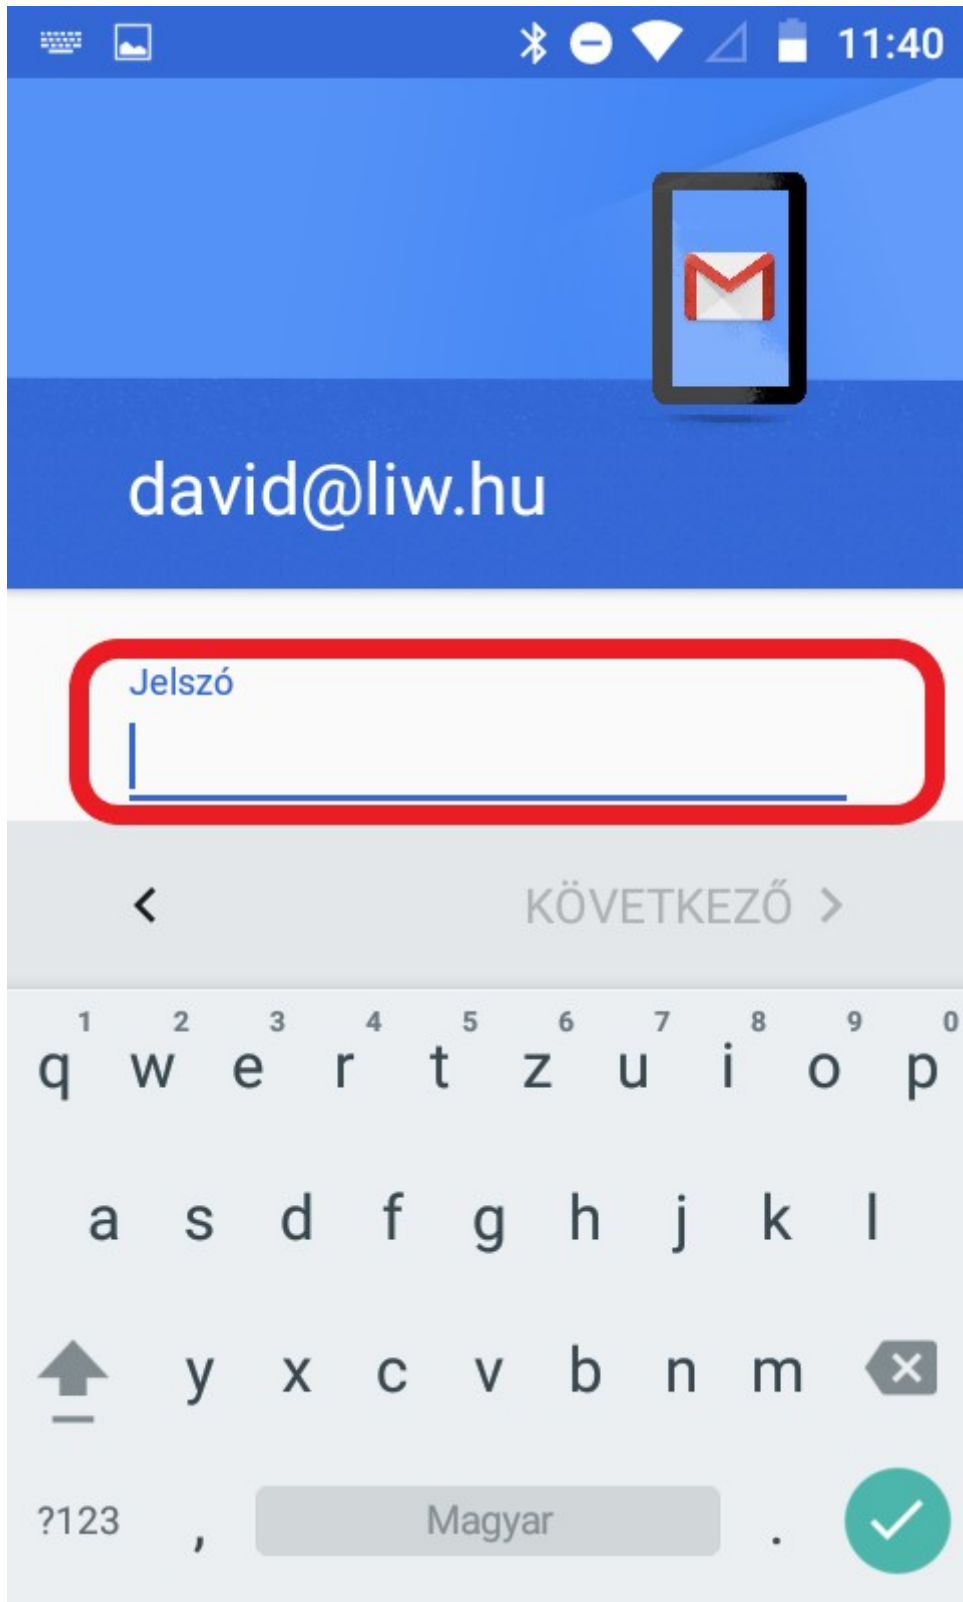 11:40
david@liw.hu
Jelszó
KÖVETKEZŐ
1 2 3 4 5 6 7 8 9 0
q w e r t z u i o p
a s d f g h j k l
y x c v b n m
?123 , Magyar .